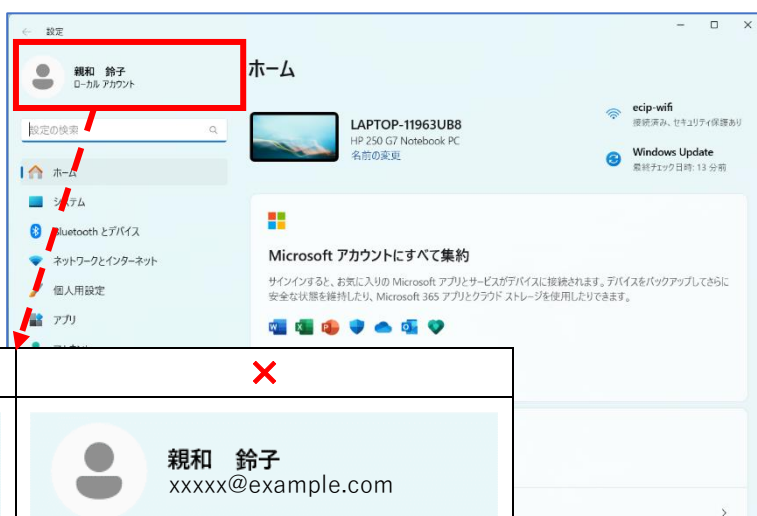 ← 設定
親和 鈴子
ローカル アカウント
設定の検索
ホーム
システム
Bluetooth とデバイス
ネットワークとインターネット
個人用設定
アプリ
ホーム
LAPTOP-11963UB8
HP 250 G7 Notebook PC
名前の変更
ecip-wifi
接続済み、セキュリティ保護あり
Windows Update
最終チェック日時: 13 分前
Microsoft アカウントにすべて集約
サインインすると、お気に入りの Microsoft アプリとサービスがデバイスに接続されます。デバイスをバックアップしてさらに
安全な状態を維持したり、Microsoft 365 アプリとクラウド ストレージを使用したりできます。
×
親和 鈴子
xxxxx@example.com